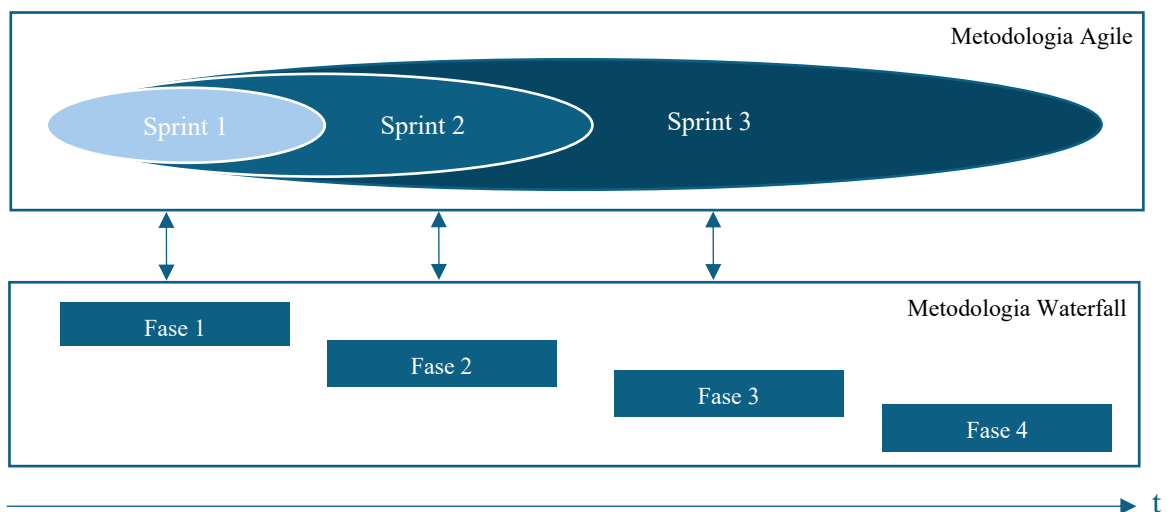 Metodologia Agile
Sprint 1
Sprint 2
Sprint 3
Metodologia Waterfall
Fase 1
Fase 2
Fase 3
Fase 4
t